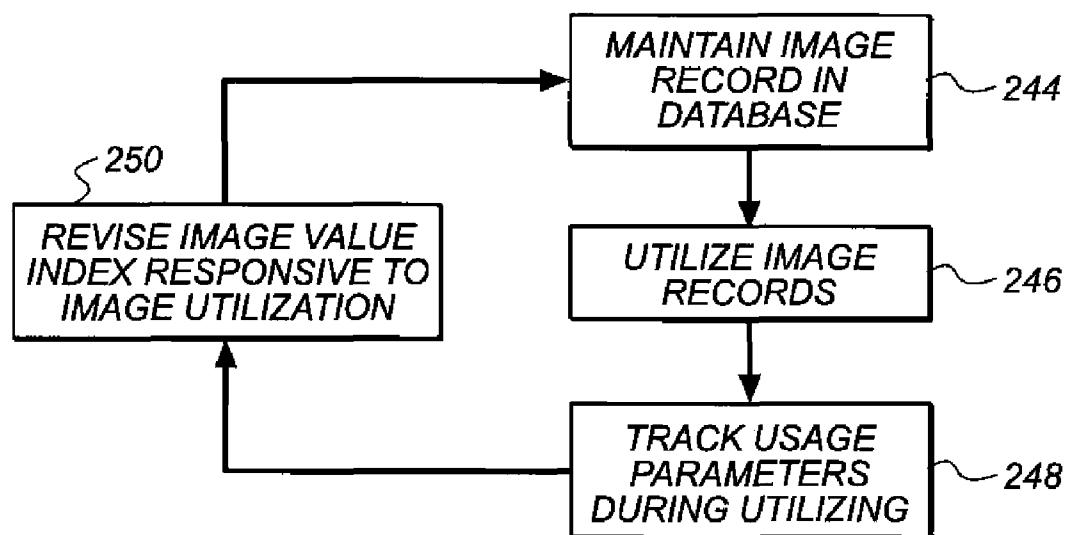 MAINTAIN IMAGE
RECORD IN
DATABASE
244
250
REVISE IMAGE VALUE
INDEX RESPONSIVE TO
IMAGE UTILIZATION
UTILIZE IMAGE
RECORDS
246
TRACK USAGE
PARAMETERS
DURING UTILIZING
248